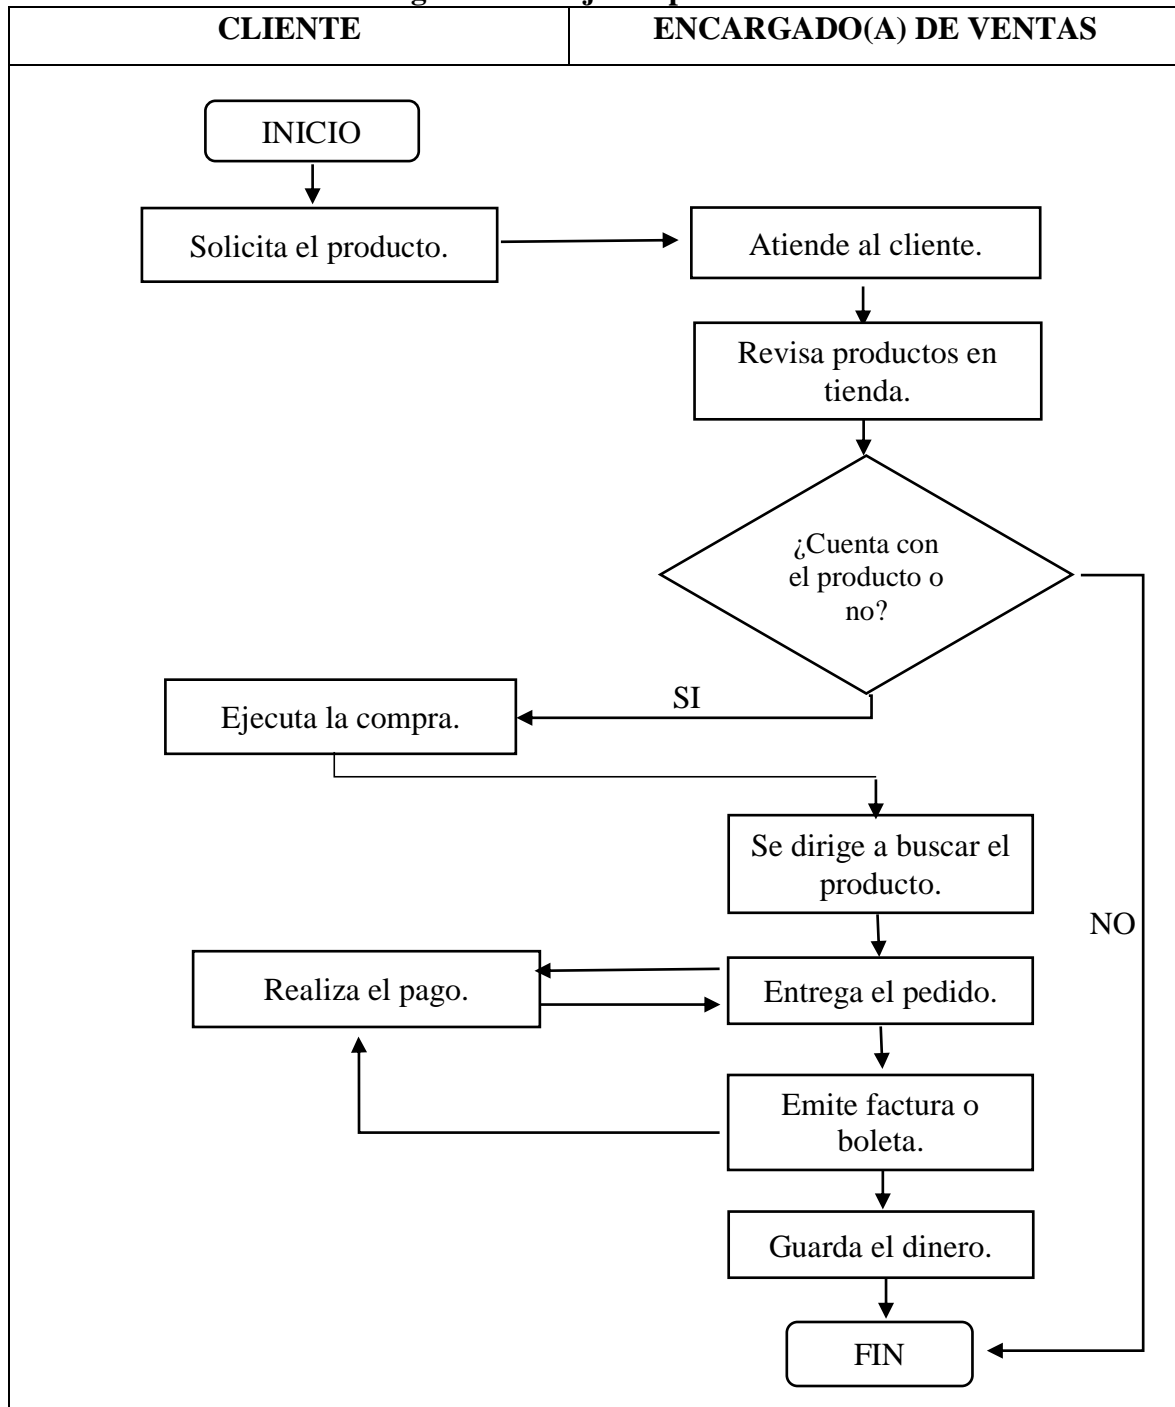 CLIENTE
ENCARGADO(A) DE VENTAS
INICIO
Solicita el producto.
Atiende al cliente.
Revisa productos en
tienda.
¿Cuenta con
el producto o
no?
SI
Ejecuta la compra.
Se dirige a buscar el
producto.
NO
Realiza el pago.
Entrega el pedido.
Emite factura o
boleta.
Guarda el dinero.
FIN